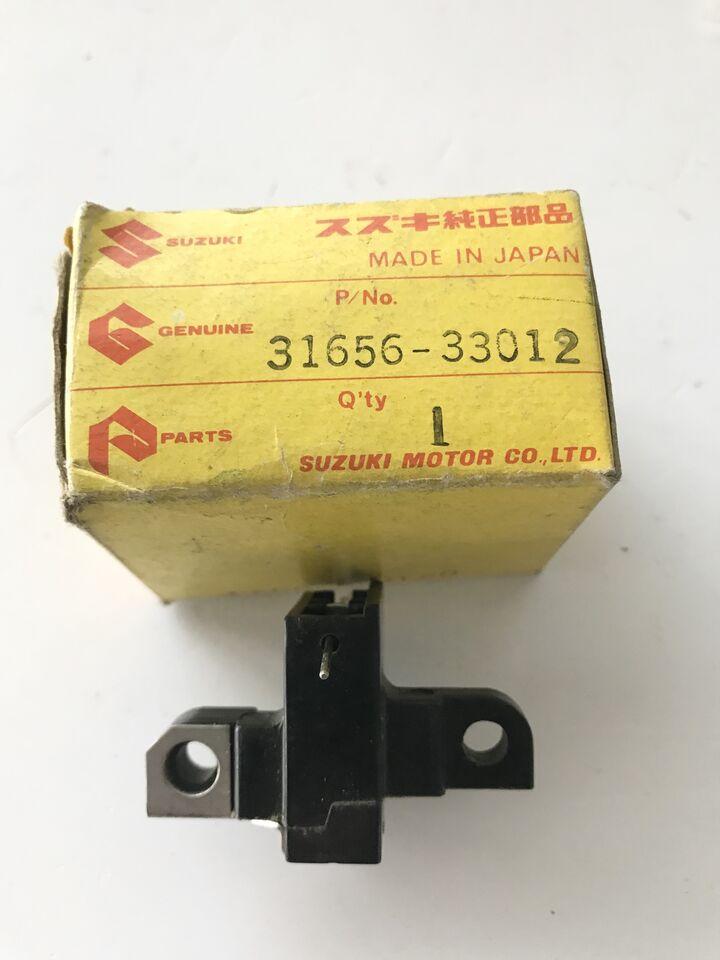 SUZUKI
スズキ純正部品
MADE IN JAPAN
P/No.
GENUINE
31656-33012
Q'ty
PARTS
1
SUZUKI MOTOR CO.,LTD.